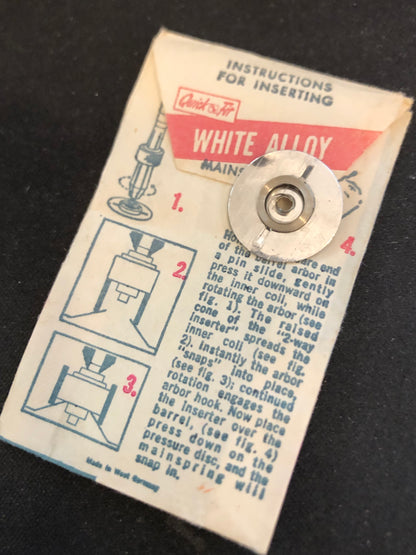 INSTRUCTIONS
FOR INSERTING
Quick-Fit
WHITE ALLOY
MAINS
1.
2.
3.
4.
end
of the barrel arbor in
a pin slide, gently
press it downward on
the inner coil, while
rotating the arbor (see
fig. 1). The raised
cone of the "2-way
inserter" spreads the
inner coil (see fig.
2). Instantly the arbor
"snaps" into place,
(see fig. 3); continued
rotation engages the
arbor hook. Now place
the inserter over the
barrel, (see fig. 4)
press down on the
pressure disc, and the
mainspring will
snap in.
Made in West Germany